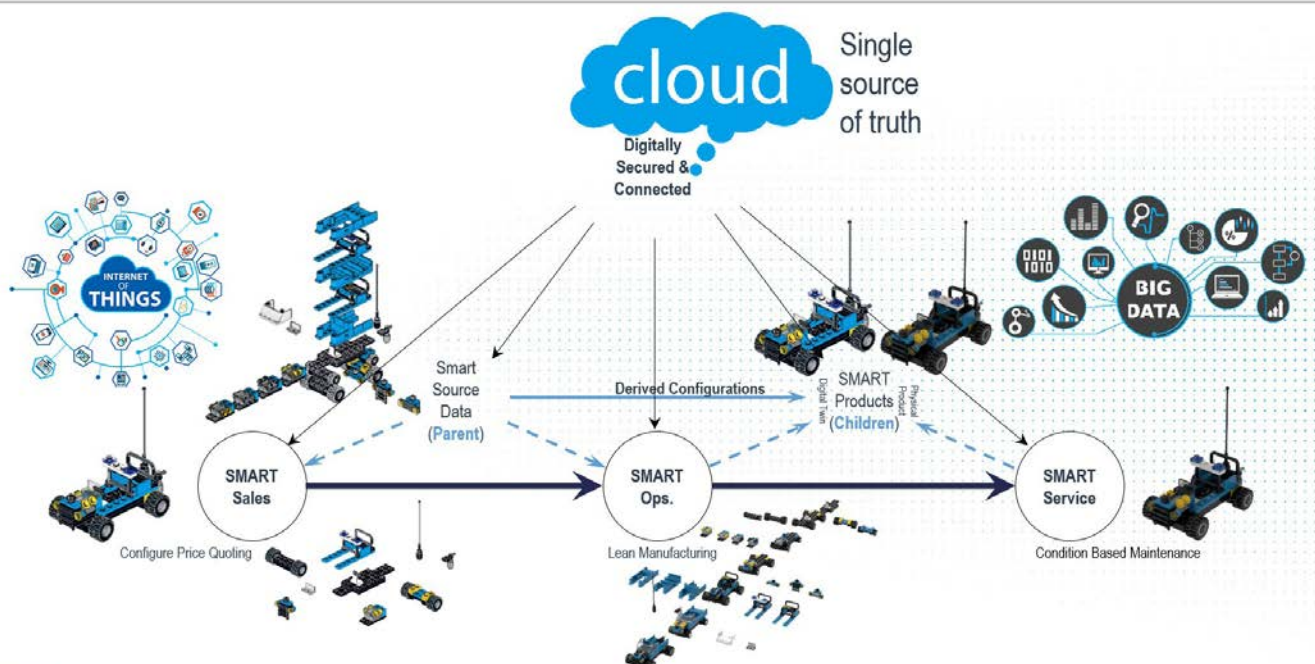 cloud
Single
source
of truth
Digitally
Secured &
Connected
INTERNET
OF
THINGS
0101
1010
%
BIG
DATA
Smart
Source
Data
(Parent)
Derived Configurations
Digital Twin
SMART
Products
(Children)
Physical
Product
SMART
Sales
SMART
Ops.
SMART
Service
Configure Price Quoting
Lean Manufacturing
Condition Based Maintenance